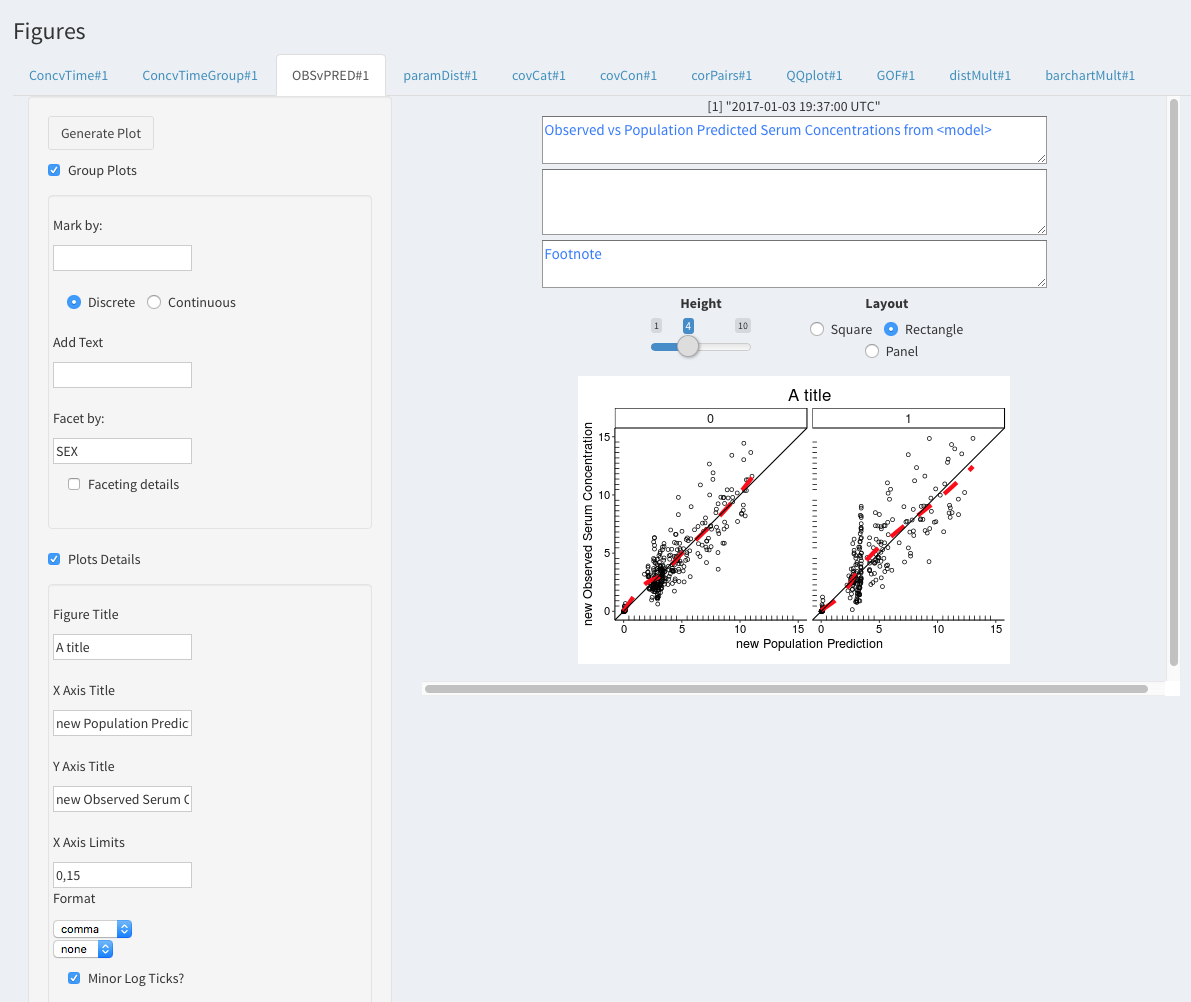 Figures
ConcvTime#1 ConcvTimeGroup#1 OBSvPRED#1 paramDist#1 covCat#1 covCon#1 corPairs#1 QQplot#1 GOF#1 distMult#1 barchartMult#1
Generate Plot
Group Plots
Mark by:
Discrete Continuous
Add Text
Facet by:
SEX
Faceting details
Plots Details
Figure Title
A title
X Axis Title
new Population Predic
Y Axis Title
new Observed Serum C
X Axis Limits
0,15
Format
comma
none
Minor Log Ticks?
[1] "2017-01-03 19:37:00 UTC"
Observed vs Population Predicted Serum Concentrations from <model>
Footnote
Height
1 4 10
Layout
Square Rectangle
Panel
A title
0 1
new Observed Serum Concentration
15
10
5
0
0 5 10 15 0 5 10 15
new Population Prediction